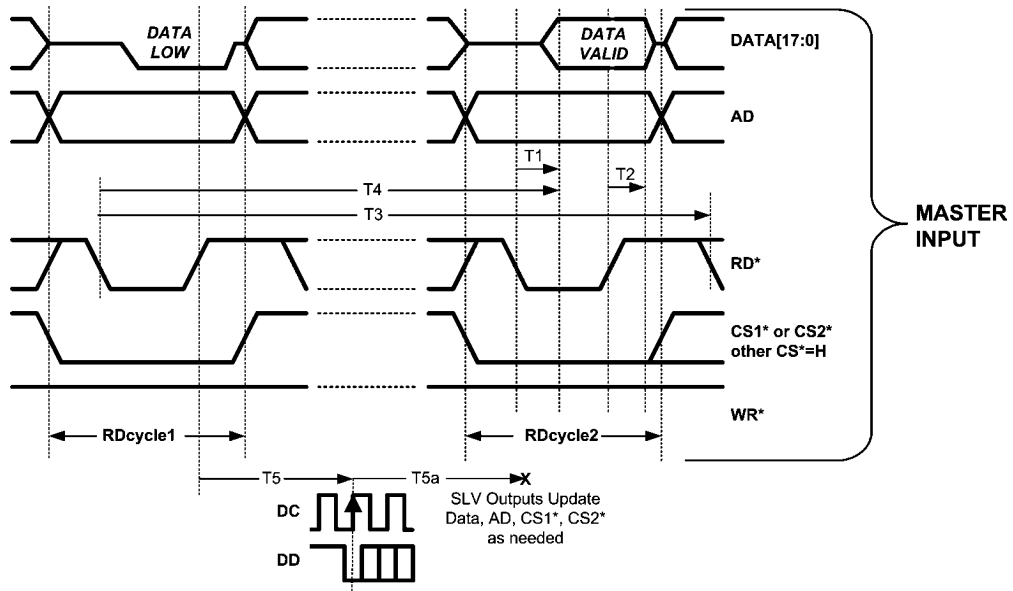 DATA
LOW
DATA
VALID
DATA[17:0]
AD
T1
T2
T4
T3
MASTER
INPUT
RD*
CS1* or CS2*
other CS*=H
WR*
RDcycle1
RDcycle2
T5
T5a
X
SLV Outputs Update
Data, AD, CS1*, CS2*
as needed
DC
DD